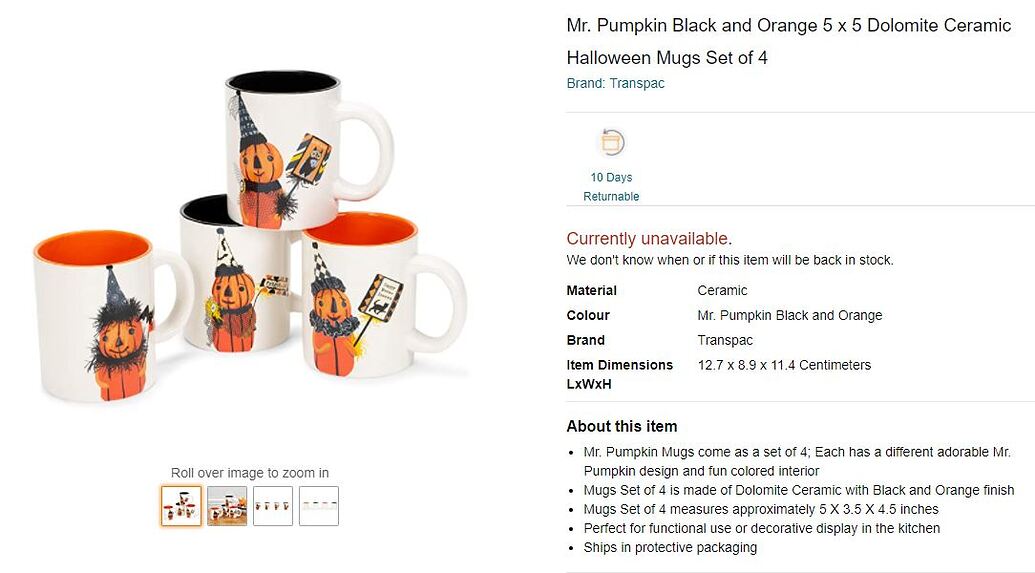 Mr. Pumpkin Black and Orange 5 x 5 Dolomite Ceramic
Halloween Mugs Set of 4
Brand: Transpac
10 Days
Returnable
Currently unavailable.
We don't know when or if this item will be back in stock.
Material Ceramic
Colour Mr. Pumpkin Black and Orange
Brand Transpac
Item Dimensions 12.7 x 8.9 x 11.4 Centimeters
LxWxH
About this item
Mr. Pumpkin Mugs come as a set of 4; Each has a different adorable Mr.
Pumpkin design and fun colored interior
Mugs Set of 4 is made of Dolomite Ceramic with Black and Orange finish
Mugs Set of 4 measures approximately 5 X 3.5 X 4.5 inches
Perfect for functional use or decorative display in the kitchen
Ships in protective packaging
Roll over image to zoom in